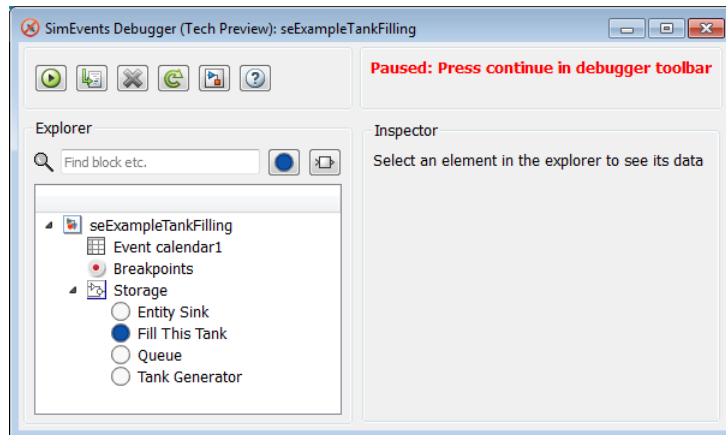 SimEvents Debugger (Tech Preview): seExampleTankFilling
Paused: Press continue in debugger toolbar
Explorer
Find block etc.
seExampleTankFilling
Event calendar1
Breakpoints
Storage
Entity Sink
Fill This Tank
Queue
Tank Generator
Inspector
Select an element in the explorer to see its data